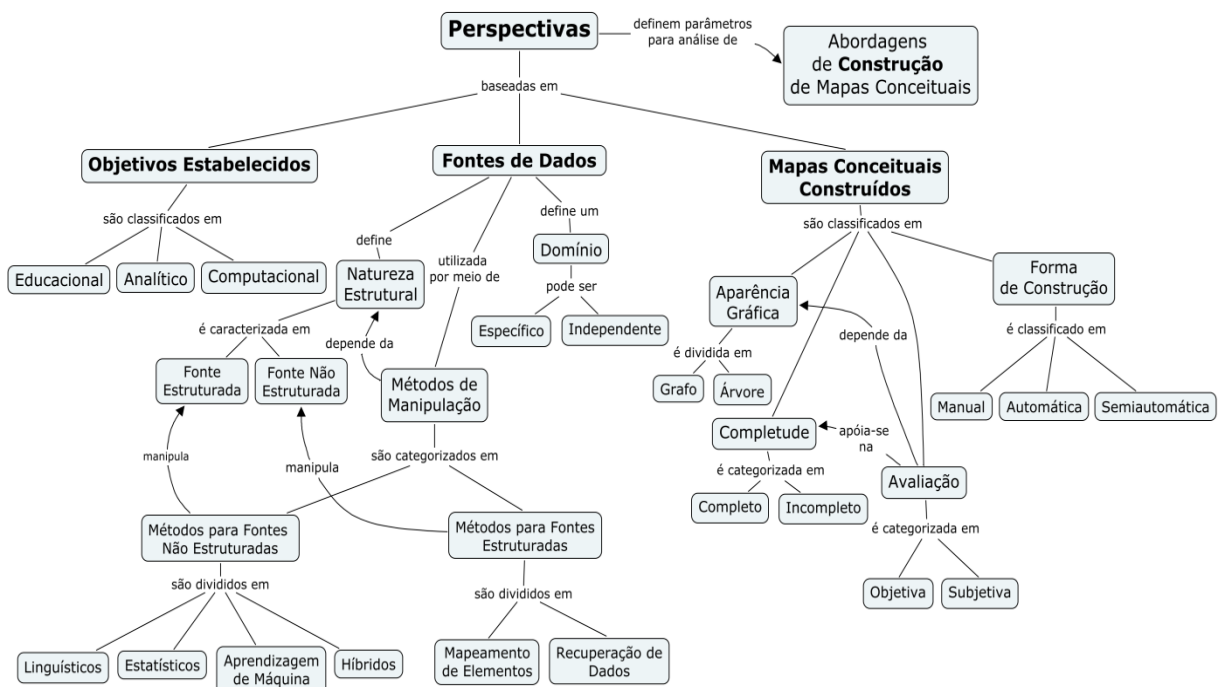 Perspectivas
definem parâmetros
para análise de
Abordagens
de Construção
de Mapas Conceituais
baseadas em
Objetivos Estabelecidos
são classificados em
Educacional
Analítico
Computacional
Fontes de Dados
define
Natureza
Estrutural
é caracterizada em
Fonte
Estruturada
Fonte Não
Estruturada
utilizada
por meio de
depende da
Métodos de
Manipulação
define um
Domínio
pode ser
Específico
Independente
são categorizados em
manipula
manipula
Métodos para Fontes
Não Estruturadas
são divididos em
Linguísticos
Estatísticos
Aprendizagem
de Máquina
Híbridos
Métodos para Fontes
Estruturadas
são divididos em
Mapeamento
de Elementos
Recuperação de
Dados
Mapas Conceituais
Construídos
são classificados em
Aparência
Gráfica
é dividida em
Grafo
Árvore
depende da
Completude
é categorizada em
Completo
Incompleto
apóia-se
na
Avaliação
é categorizada em
Objetiva
Subjetiva
Forma
de Construção
é classificado em
Manual
Automática
Semiautomática